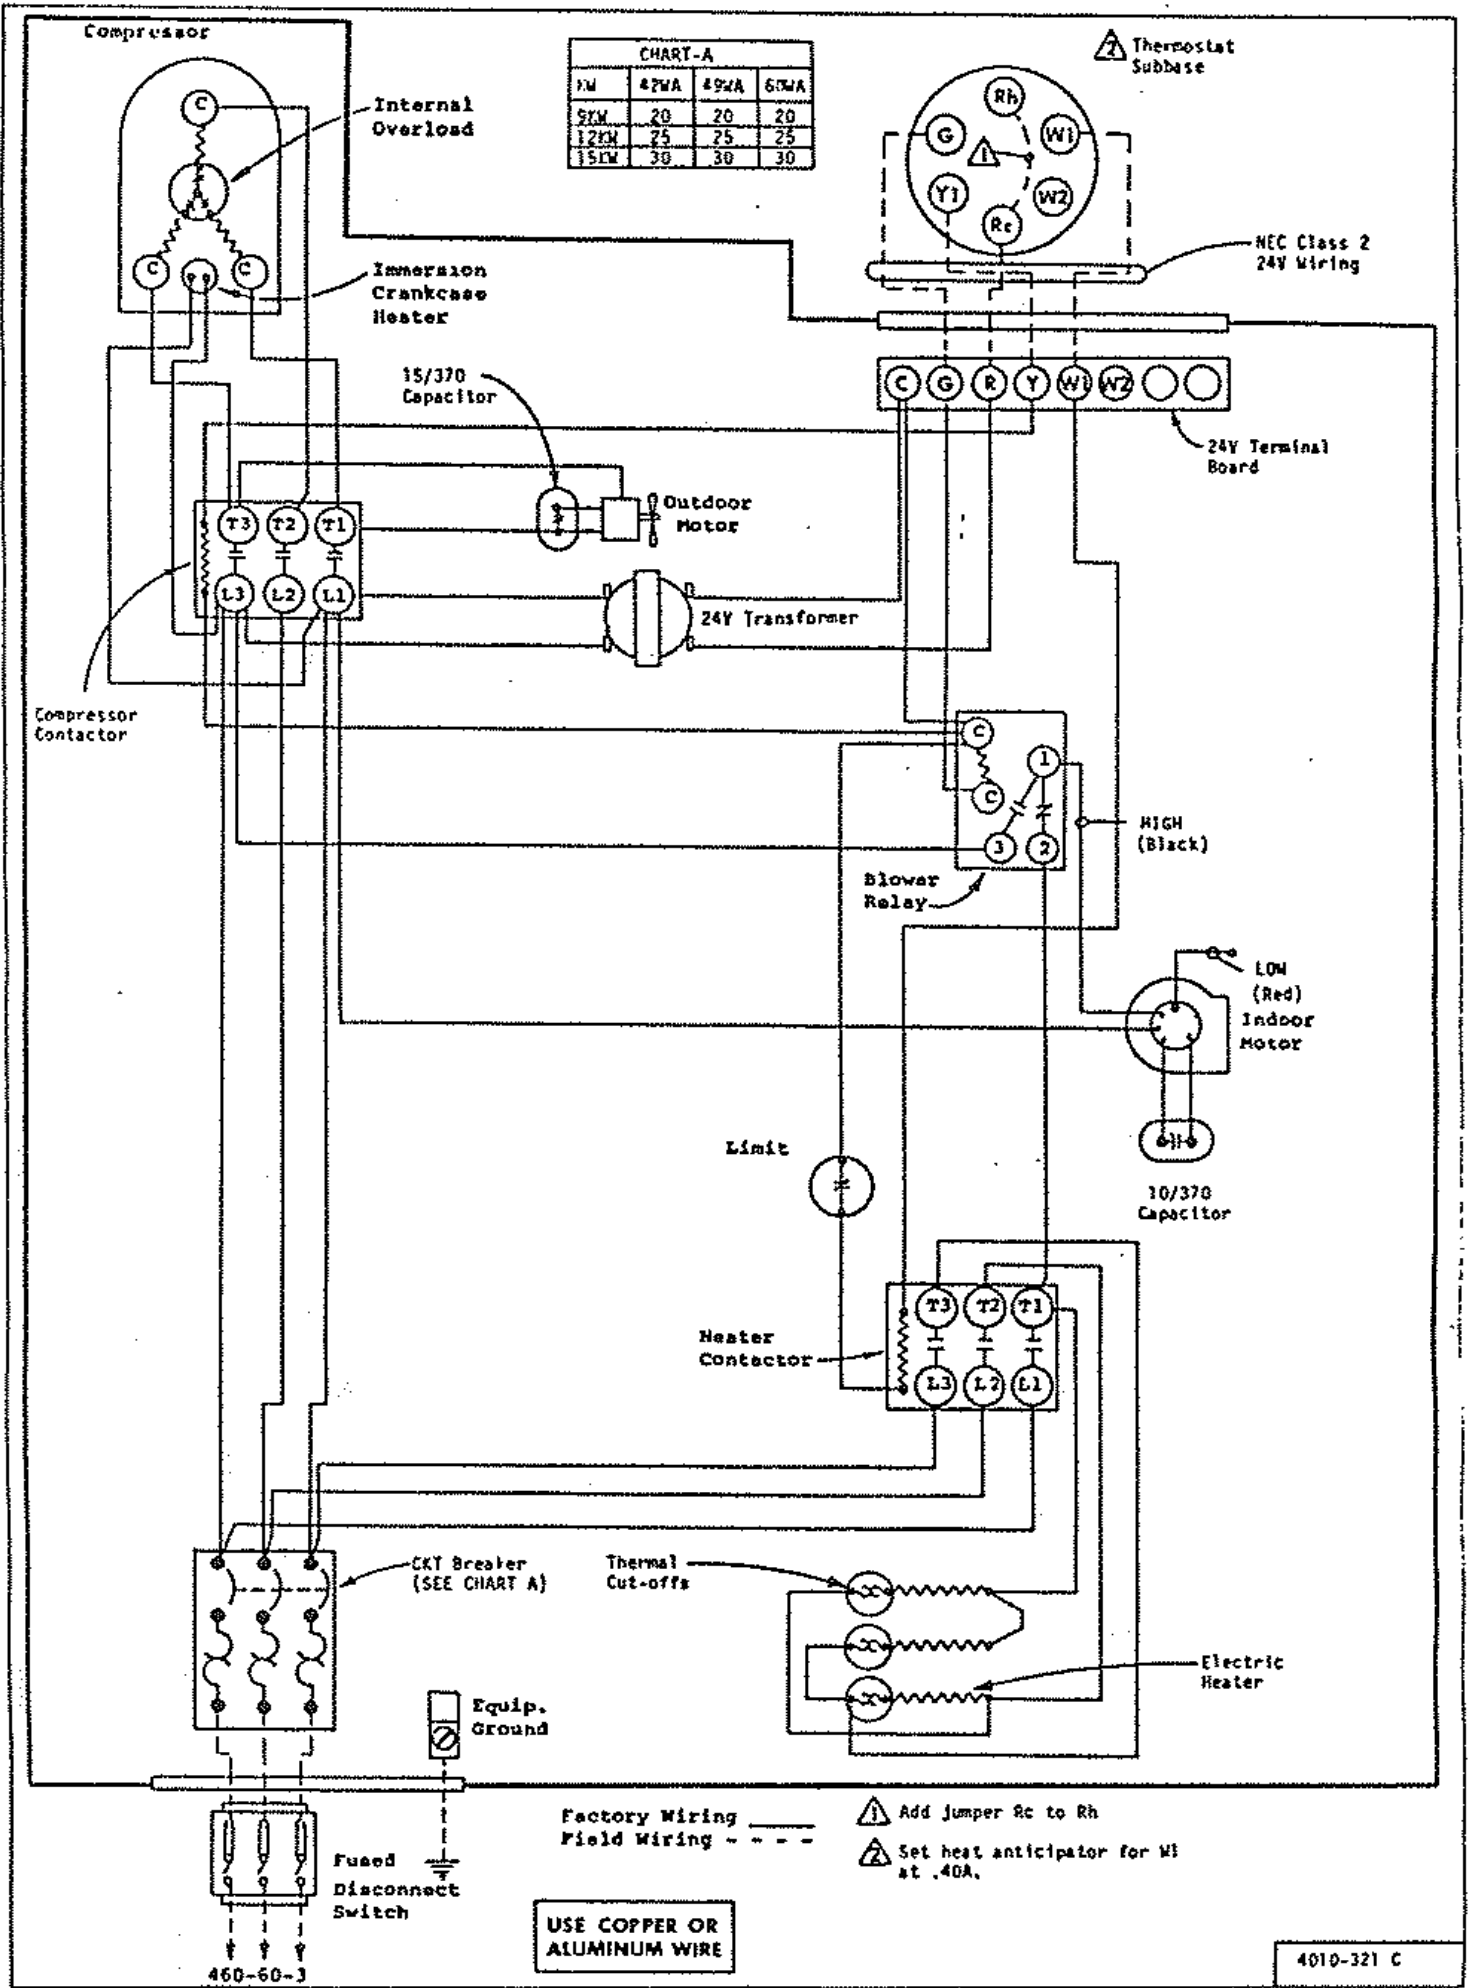 Compressor
C
Internal
Overload
C
C
Immersion
Crankcase
Heater
CHART-A
KW 42WA 49WA 60WA
9KW 20 20 20
12KW 25 25 25
15KW 30 30 30
2 Thermostat
Subbase
Rh
G
W1
1
Y1
W2
Rc
NEC Class 2
24V Wiring
C G R Y W1 W2
24V Terminal
Board
15/370
Capacitor
Outdoor
Motor
T3 T2 T1
L3 L2 L1
24V Transformer
Compressor
Contactor
C
1
C
3 2
HIGH
(Black)
Blower
Relay
LOW
(Red)
Indoor
Motor
Limit
10/370
Capacitor
T3 T2 T1
Heater
Contactor
L3 L2 L1
CKT Breaker
(SEE CHART A)
Thermal
Cut-offs
Electric
Heater
Equip.
Ground
Factory Wiring
Field Wiring
1 Add jumper Rc to Rh
2 Set heat anticipator for W1
at .40A.
Fused
Disconnect
Switch
460-60-3
USE COPPER OR
ALUMINUM WIRE
4010-321 C